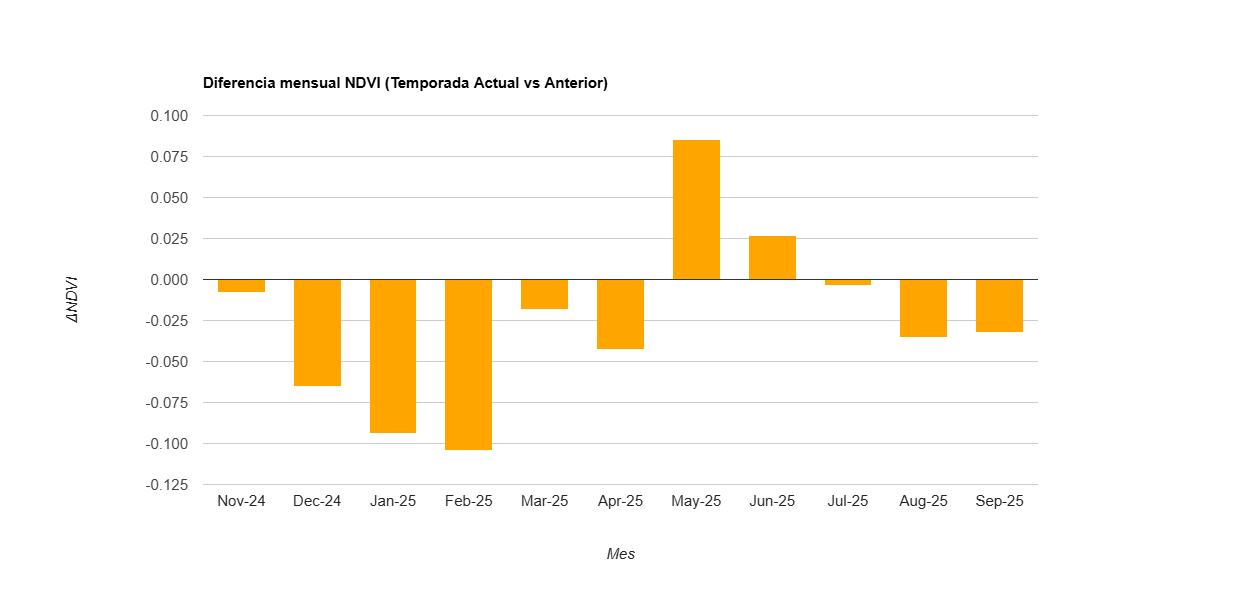 Diferencia mensual NDVI (Temporada Actual vs Anterior)
0.100
0.075
0.050
0.025
0.000
-0.025
-0.050
-0.075
-0.100
-0.125
ΔNDVI
Nov-24 Dec-24 Jan-25 Feb-25 Mar-25 Apr-25 May-25 Jun-25 Jul-25 Aug-25 Sep-25
Mes